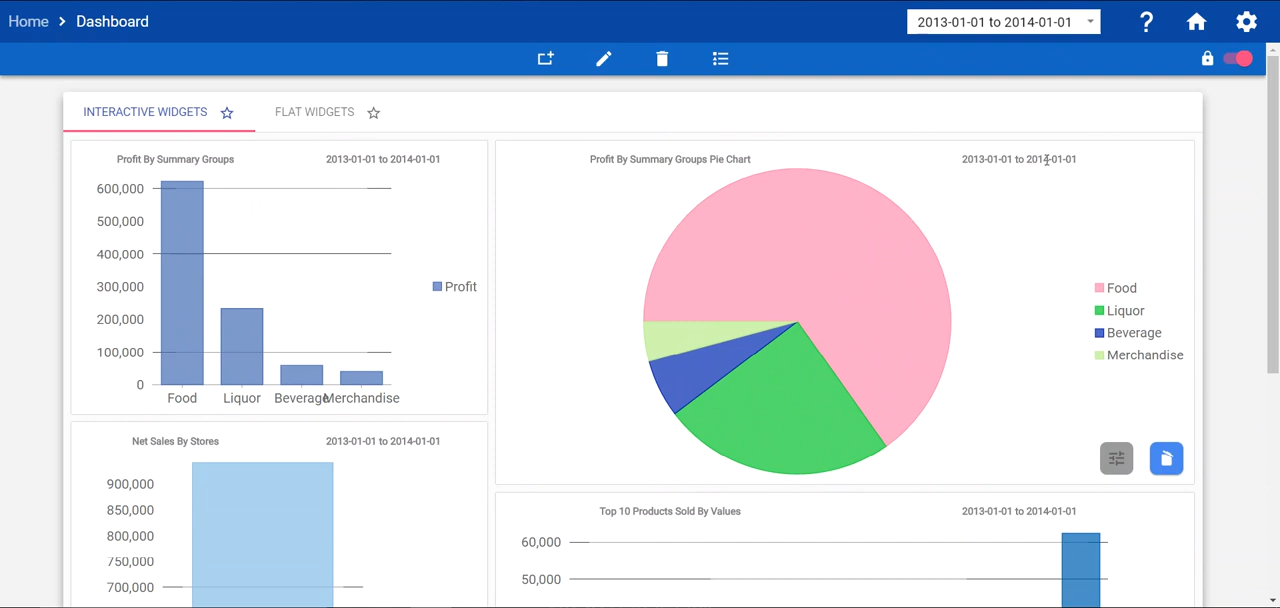 Home > Dashboard
2013-01-01 to 2014-01-01
?
INTERACTIVE WIDGETS
FLAT WIDGETS
Profit By Summary Groups
2013-01-01 to 2014-01-01
600,000
500,000
400,000
300,000
200,000
100,000
0
Food
Liquor
Beverage
Merchandise
Profit
Profit By Summary Groups Pie Chart
2013-01-01 to 2014-01-01
Food
Liquor
Beverage
Merchandise
Net Sales By Stores
2013-01-01 to 2014-01-01
900,000
850,000
800,000
750,000
700,000
Top 10 Products Sold By Values
2013-01-01 to 2014-01-01
60,000
50,000